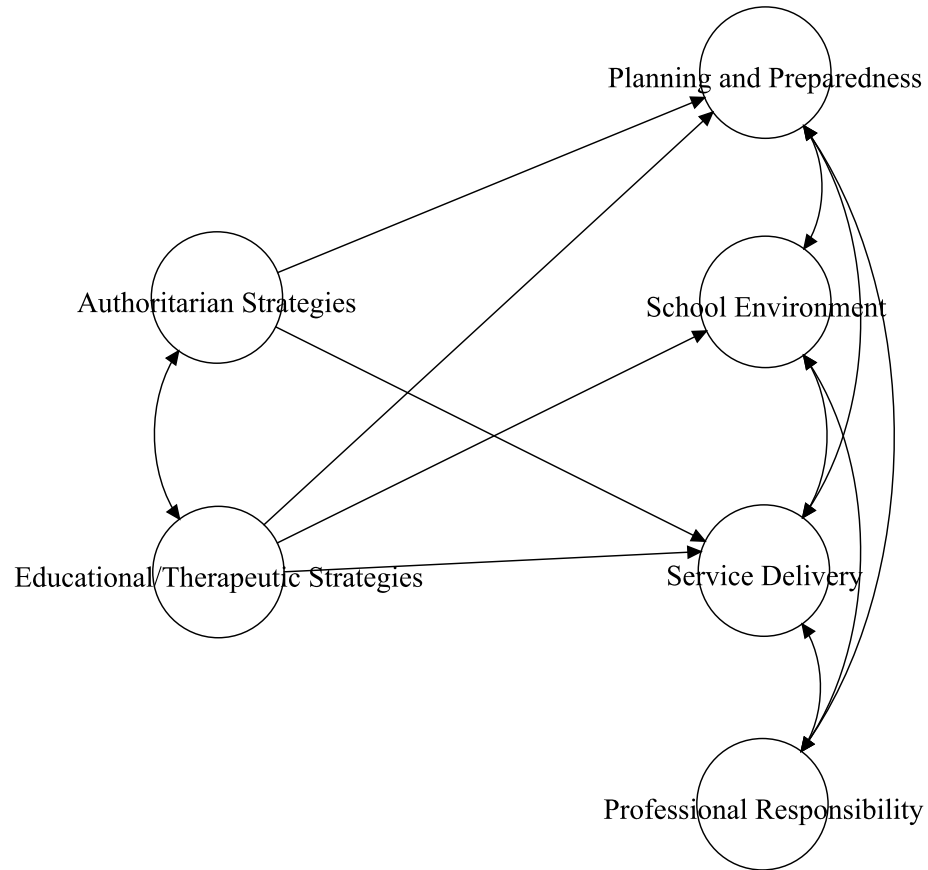 Planning and Preparedness
Authoritarian Strategies
School Environment
Educational/Therapeutic Strategies
Service Delivery
Professional Responsibility